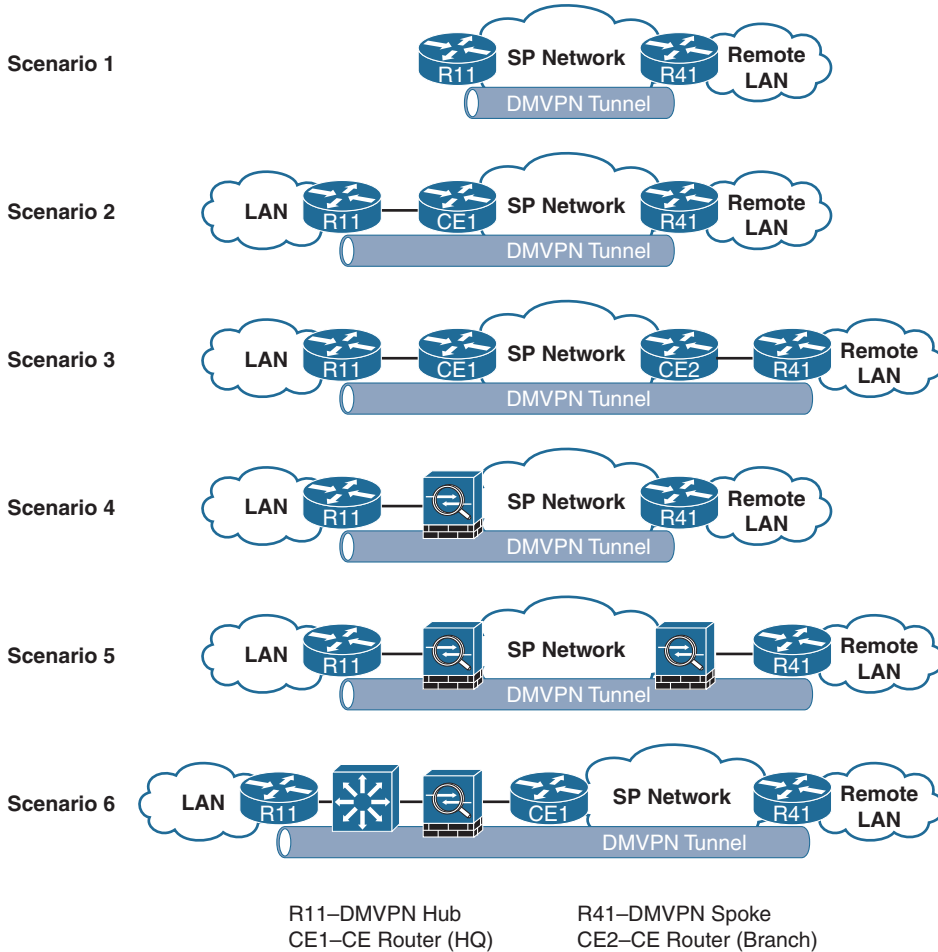 Scenario 1
R11
SP Network
R41
Remote
LAN
DMVPN Tunnel
Scenario 2
LAN
R11
CE1
SP Network
R41
Remote
LAN
DMVPN Tunnel
Scenario 3
LAN
R11
CE1
SP Network
CE2
R41
Remote
LAN
DMVPN Tunnel
Scenario 4
LAN
R11
SP Network
R41
Remote
LAN
DMVPN Tunnel
Scenario 5
LAN
R11
SP Network
R41
Remote
LAN
DMVPN Tunnel
Scenario 6
LAN
R11
CE1
SP Network
R41
Remote
LAN
DMVPN Tunnel
R11–DMVPN Hub
CE1–CE Router (HQ)
R41–DMVPN Spoke
CE2–CE Router (Branch)